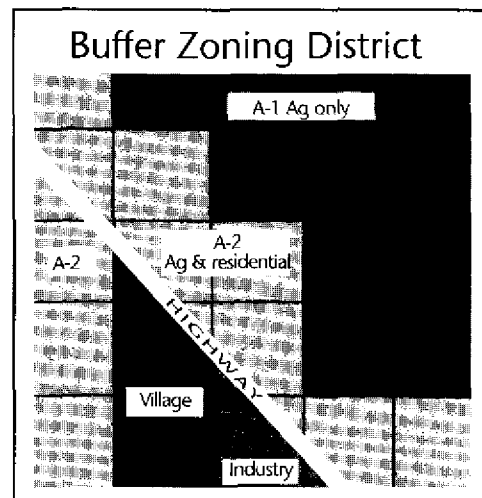 Buffer Zoning District
A-1 Ag only
A-2
Ag & residential
A-2
HIGHWAY
Village
Industry